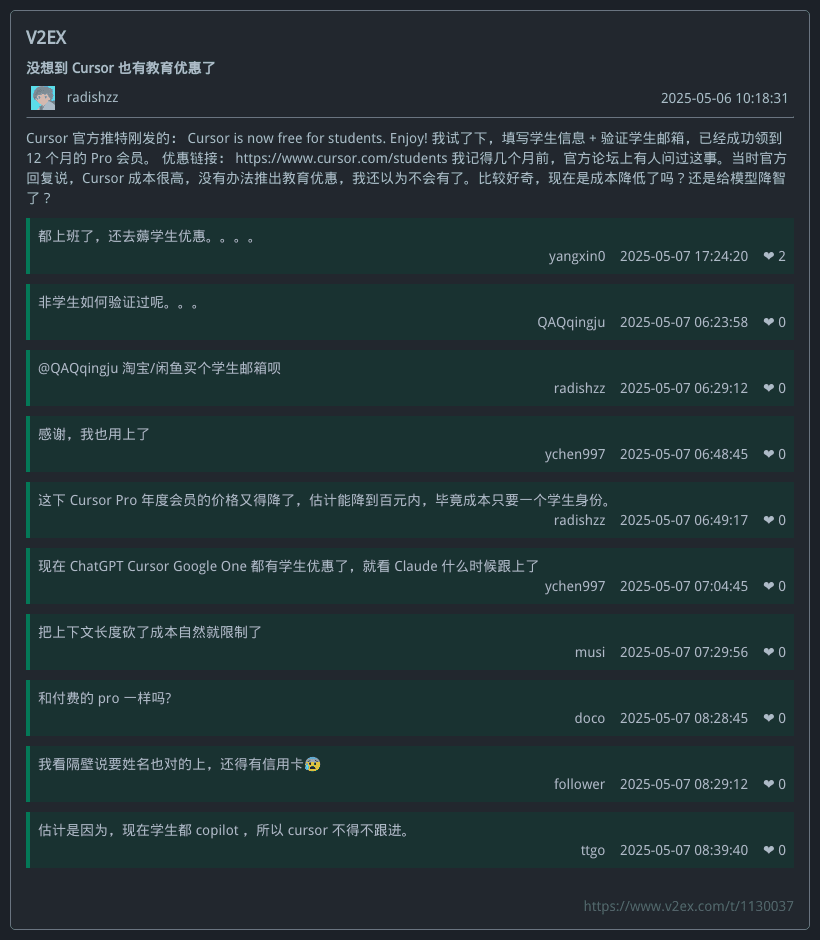 V2EX
没想到 Cursor 也有教育优惠了
radishzz 2025-05-06 10:18:31
Cursor 官方推特刚发的： Cursor is now free for students. Enjoy! 我试了下，填写学生信息 + 验证学生邮箱，已经成功领到
12 个月的 Pro 会员。 优惠链接： https://www.cursor.com/students 我记得几个月前，官方论坛上有人问过这事。当时官方
回复说，Cursor 成本很高，没有办法推出教育优惠，我还以为不会有了。比较好奇，现在是成本降低了吗？还是给模型降智
了？
都上班了，还去薅学生优惠。。。。
yangxin0 2025-05-07 17:24:20 ❤ 2
非学生如何验证过呢。。。
QAQqingju 2025-05-07 06:23:58 ❤ 0
@QAQqingju 淘宝/闲鱼买个学生邮箱呗
radishzz 2025-05-07 06:29:12 ❤ 0
感谢，我也用上了
ychen997 2025-05-07 06:48:45 ❤ 0
这下 Cursor Pro 年度会员的价格又得降了，估计能降到百元内，毕竟成本只要一个学生身份。
radishzz 2025-05-07 06:49:17 ❤ 0
现在 ChatGPT Cursor Google One 都有学生优惠了，就看 Claude 什么时候跟上了
ychen997 2025-05-07 07:04:45 ❤ 0
把上下文长度砍了成本自然就限制了
musi 2025-05-07 07:29:56 ❤ 0
和付费的 pro 一样吗?
doco 2025-05-07 08:28:45 ❤ 0
我看隔壁说要姓名也对的上，还得有信用卡😰
follower 2025-05-07 08:29:12 ❤ 0
估计是因为，现在学生都 copilot ，所以 cursor 不得不跟进。
ttgo 2025-05-07 08:39:40 ❤ 0
https://www.v2ex.com/t/1130037